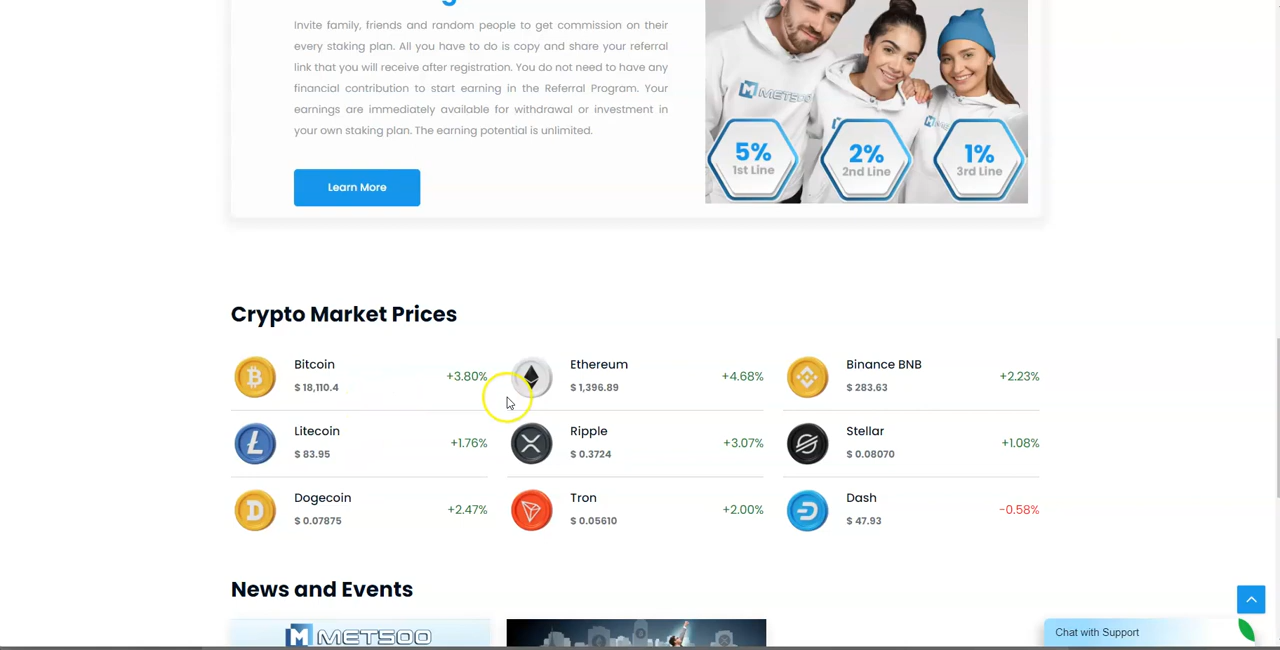 Invite family, friends and random people to get commission on their
every staking plan. All you have to do is copy and share your referral
link that you will receive after registration. You do not need to have any
financial contribution to start earning in the Referral Program. Your
earnings are immediately available for withdrawal or investment in
your own staking plan. The earning potential is unlimited.
Learn More
METSOO
5%
1st Line
2%
2nd Line
1%
3rd Line
Crypto Market Prices
Bitcoin
$ 18,110.4
+3.80%
Ethereum
$ 1,396.89
+4.68%
Binance BNB
$ 283.63
+2.23%
Litecoin
$ 83.95
+1.76%
Ripple
$ 0.3724
+3.07%
Stellar
$ 0.08070
+1.08%
Dogecoin
$ 0.07875
+2.47%
Tron
$ 0.05610
+2.00%
Dash
$ 47.93
-0.58%
News and Events
METSOO
Chat with Support